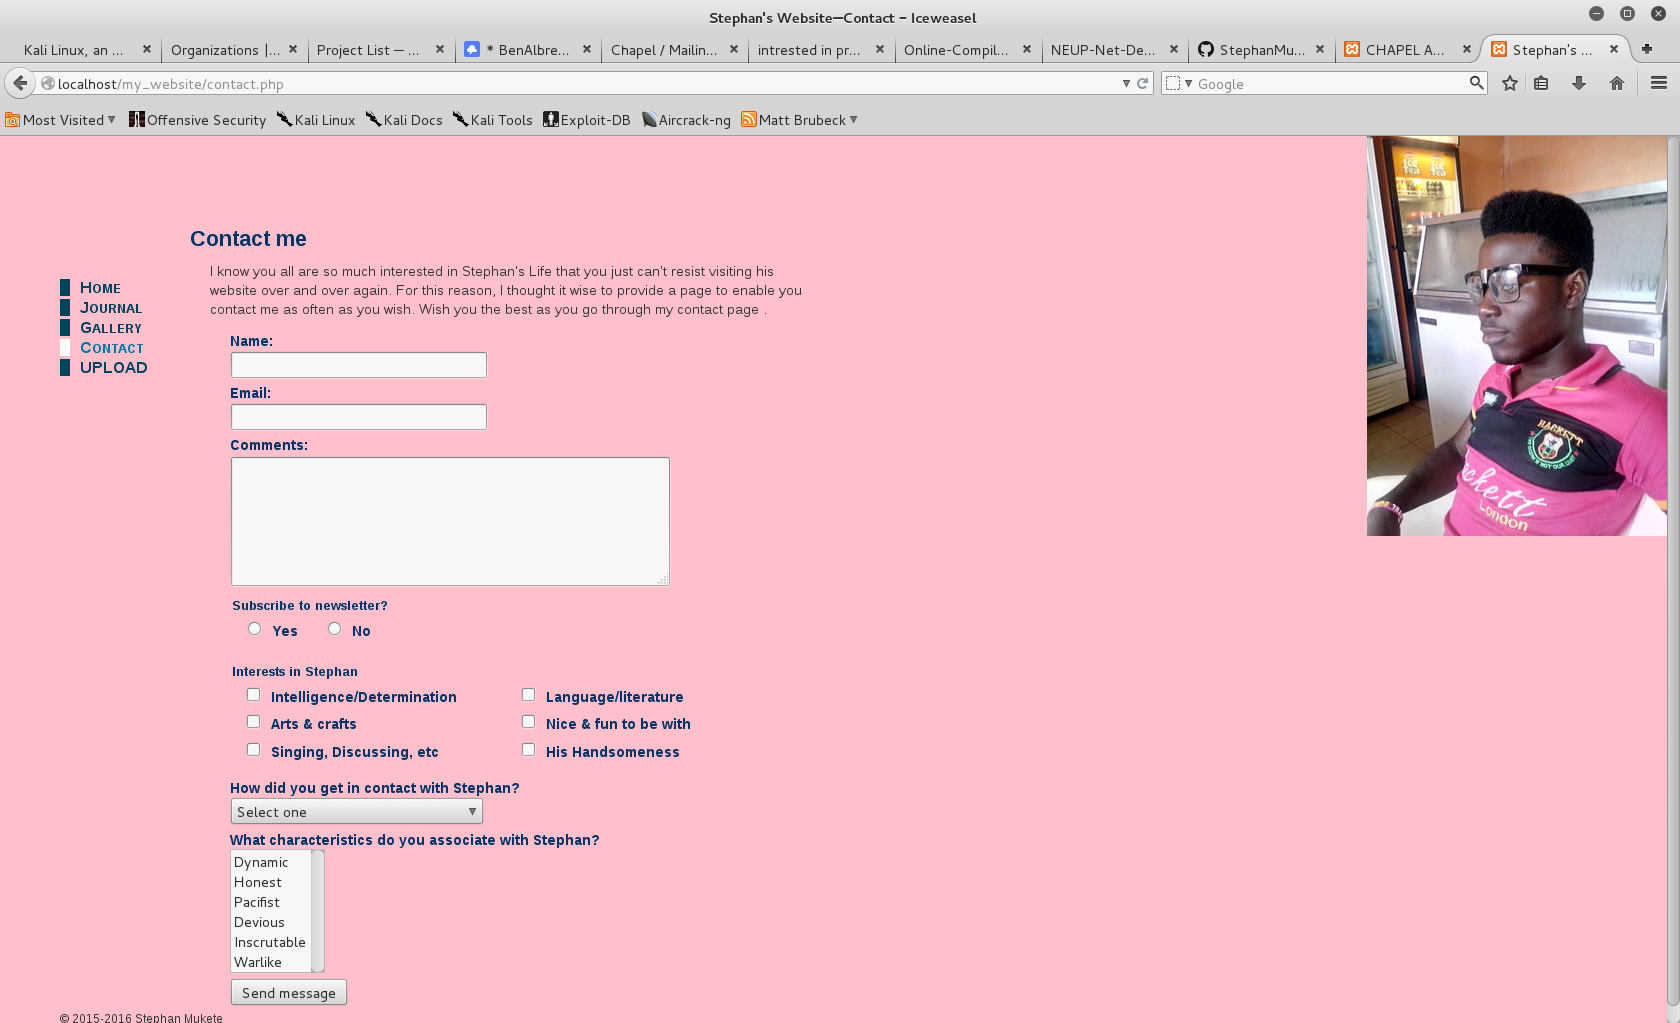 Stephan's Website—Contact - Iceweasel
Kali Linux, an ...
Organizations |...
Project List — ...
* BenAlbre...
Chapel / Mailin...
intrested in pr...
Online-Compil...
NEUP-Net-De...
StephanMu...
CHAPEL A...
Stephan's ...
localhost/my_website/contact.php
Google
Most Visited
Offensive Security
Kali Linux
Kali Docs
Kali Tools
Exploit-DB
Aircrack-ng
Matt Brubeck
HOME
JOURNAL
GALLERY
CONTACT
UPLOAD
Contact me
I know you all are so much interested in Stephan's Life that you just can't resist visiting his
website over and over again. For this reason, I thought it wise to provide a page to enable you
contact me as often as you wish. Wish you the best as you go through my contact page .
Name:
Email:
Comments:
Subscribe to newsletter?
Yes No
Interests in Stephan
Intelligence/Determination Language/literature
Arts & crafts Nice & fun to be with
Singing, Discussing, etc His Handsomeness
How did you get in contact with Stephan?
Select one
What characteristics do you associate with Stephan?
Dynamic
Honest
Pacifist
Devious
Inscrutable
Warlike
Send message
© 2015-2016 Stephan Mukete
ice tea
HACKETT
Hackett
London